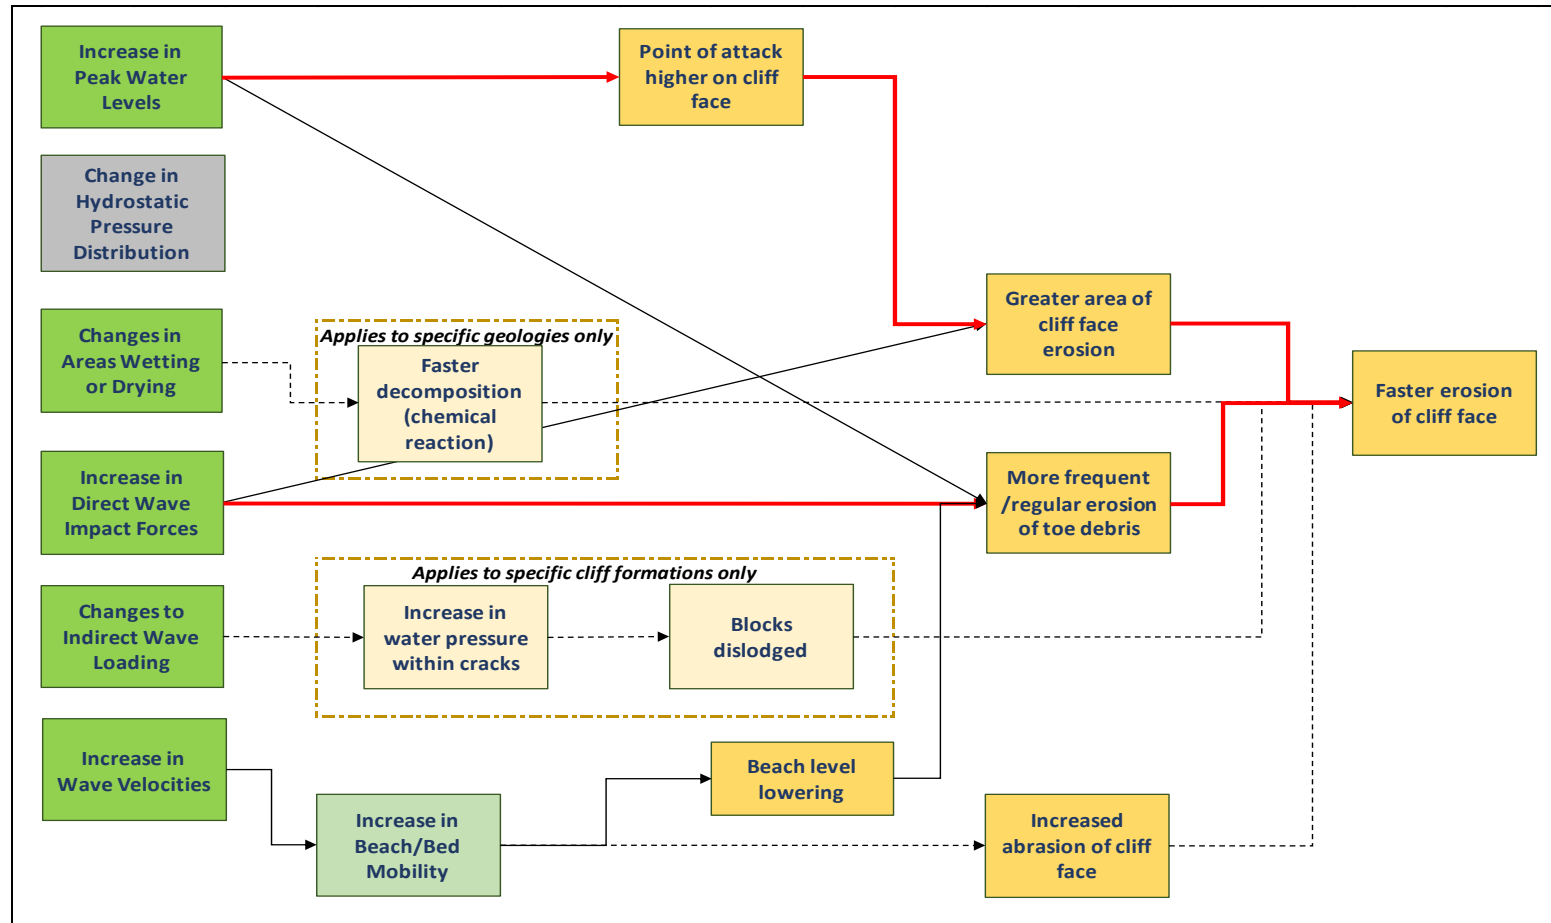 Increase in
Peak Water
Levels
Point of attack
higher on cliff
face
Change in
Hydrostatic
Pressure
Distribution
Greater area of
cliff face
erosion
Changes in
Areas Wetting
or Drying
Applies to specific geologies only
Faster
decomposition
(chemical
reaction)
Faster erosion
of cliff face
Increase in
Direct Wave
Impact Forces
More frequent
/regular erosion
of toe debris
Applies to specific cliff formations only
Changes to
Indirect Wave
Loading
Increase in
water pressure
within cracks
Blocks
dislodged
Increase in
Wave Velocities
Beach level
lowering
Increase in
Beach/Bed
Mobility
Increased
abrasion of cliff
face